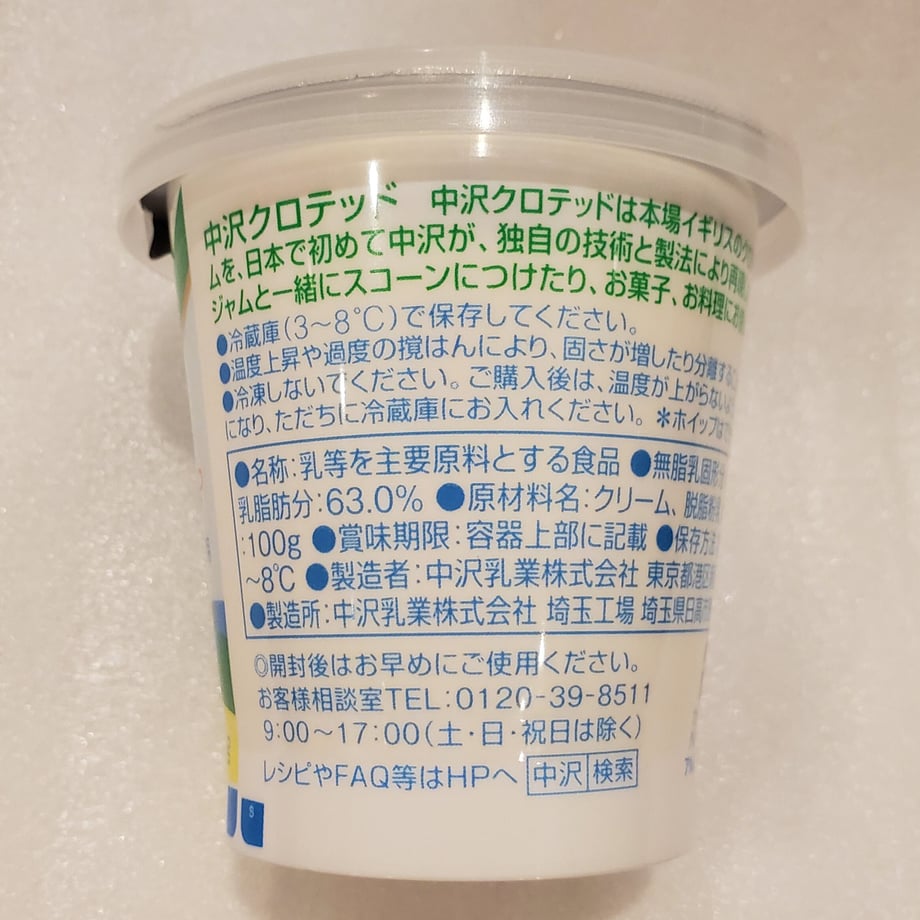 中沢クロテッド 中沢クロテッドは本場イギリスの
ムを、日本で初めて中沢が、独自の技術と製法により再
ジャムと一緒にスコーンにつけたり、お菓子、お料理にお
●冷蔵庫(3～8℃)で保存してください。
●温度上昇や過度の撹はんにより、固さが増したり分離する
●冷凍しないでください。ご購入後は、温度が上がらない
になり、ただちに冷蔵庫にお入れください。 *ホイップは
●名称:乳等を主要原料とする食品 ●無脂乳固形分
乳脂肪分:63.0% ●原材料名:クリーム、脱脂粉
:100g ●賞味期限:容器上部に記載 ●保存方法
～8℃ ●製造者:中沢乳業株式会社 東京都港区
●製造所:中沢乳業株式会社 埼玉工場 埼玉県日高市
◎開封後はお早めにご使用ください。
お客様相談室TEL:0120-39-8511
9:00～17:00(土・日・祝日は除く)
レシピやFAQ等はHPへ 中沢 検索